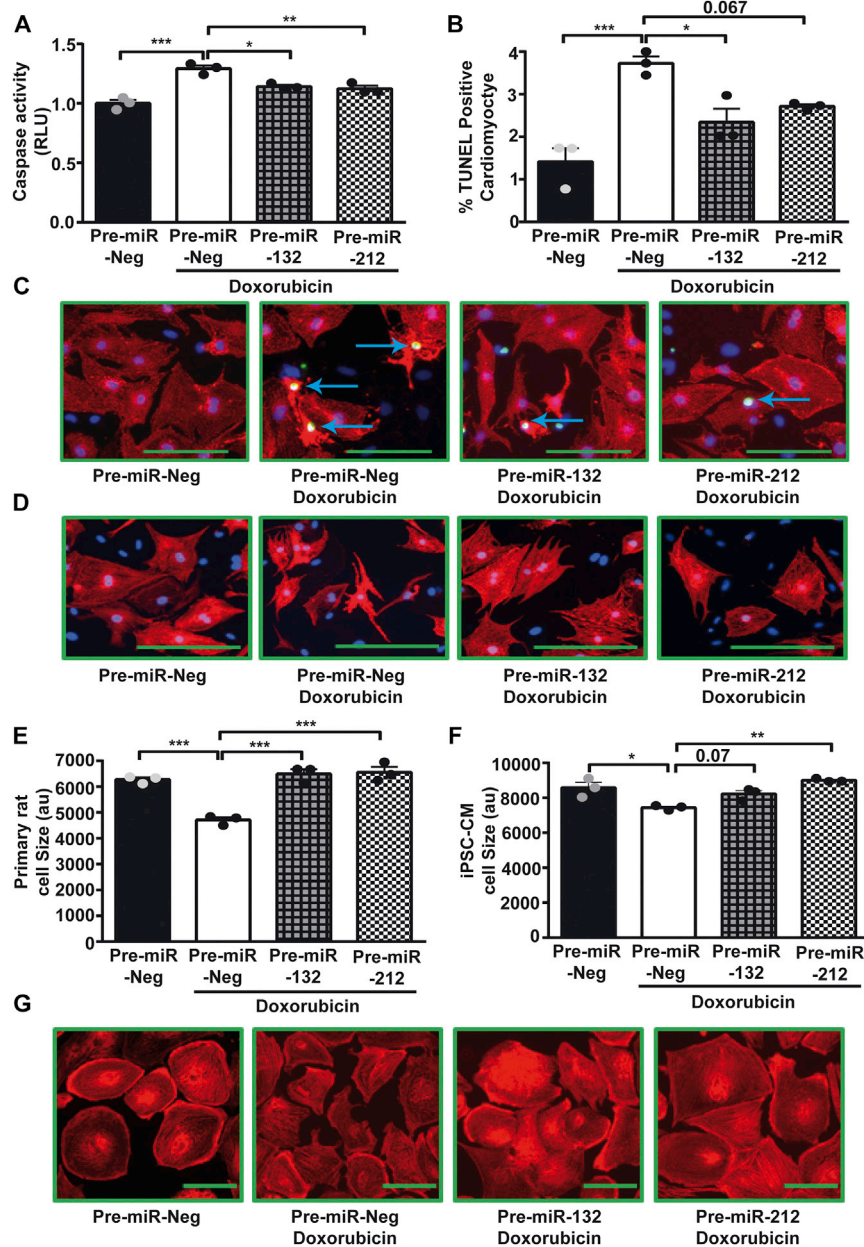 A
***
*
**
Caspase activity
(RLU)
1.5
1.0
0.5
0.0
Pre-miR
-Neg
Pre-miR
-Neg
Pre-miR
-132
Pre-miR
-212
Doxorubicin
B
0.067
***
*
% TUNEL Positive
Cardiomyoctye
4
3
2
1
0
Pre-miR
-Neg
Pre-miR
-Neg
Pre-miR
-132
Pre-miR
-212
Doxorubicin
C
Pre-miR-Neg
Pre-miR-Neg
Doxorubicin
Pre-miR-132
Doxorubicin
Pre-miR-212
Doxorubicin
D
Pre-miR-Neg
Pre-miR-Neg
Doxorubicin
Pre-miR-132
Doxorubicin
Pre-miR-212
Doxorubicin
E
***
***
***
Primary rat
cell Size (au)
7000
6000
5000
4000
3000
2000
1000
0
Pre-miR
-Neg
Pre-miR
-Neg
Pre-miR
-132
Pre-miR
-212
Doxorubicin
F
**
*
0.07
iPSC-CM
cell Size (au)
10000
8000
6000
4000
2000
0
Pre-miR
-Neg
Pre-miR
-Neg
Pre-miR
-132
Pre-miR
-212
Doxorubicin
G
Pre-miR-Neg
Pre-miR-Neg
Doxorubicin
Pre-miR-132
Doxorubicin
Pre-miR-212
Doxorubicin